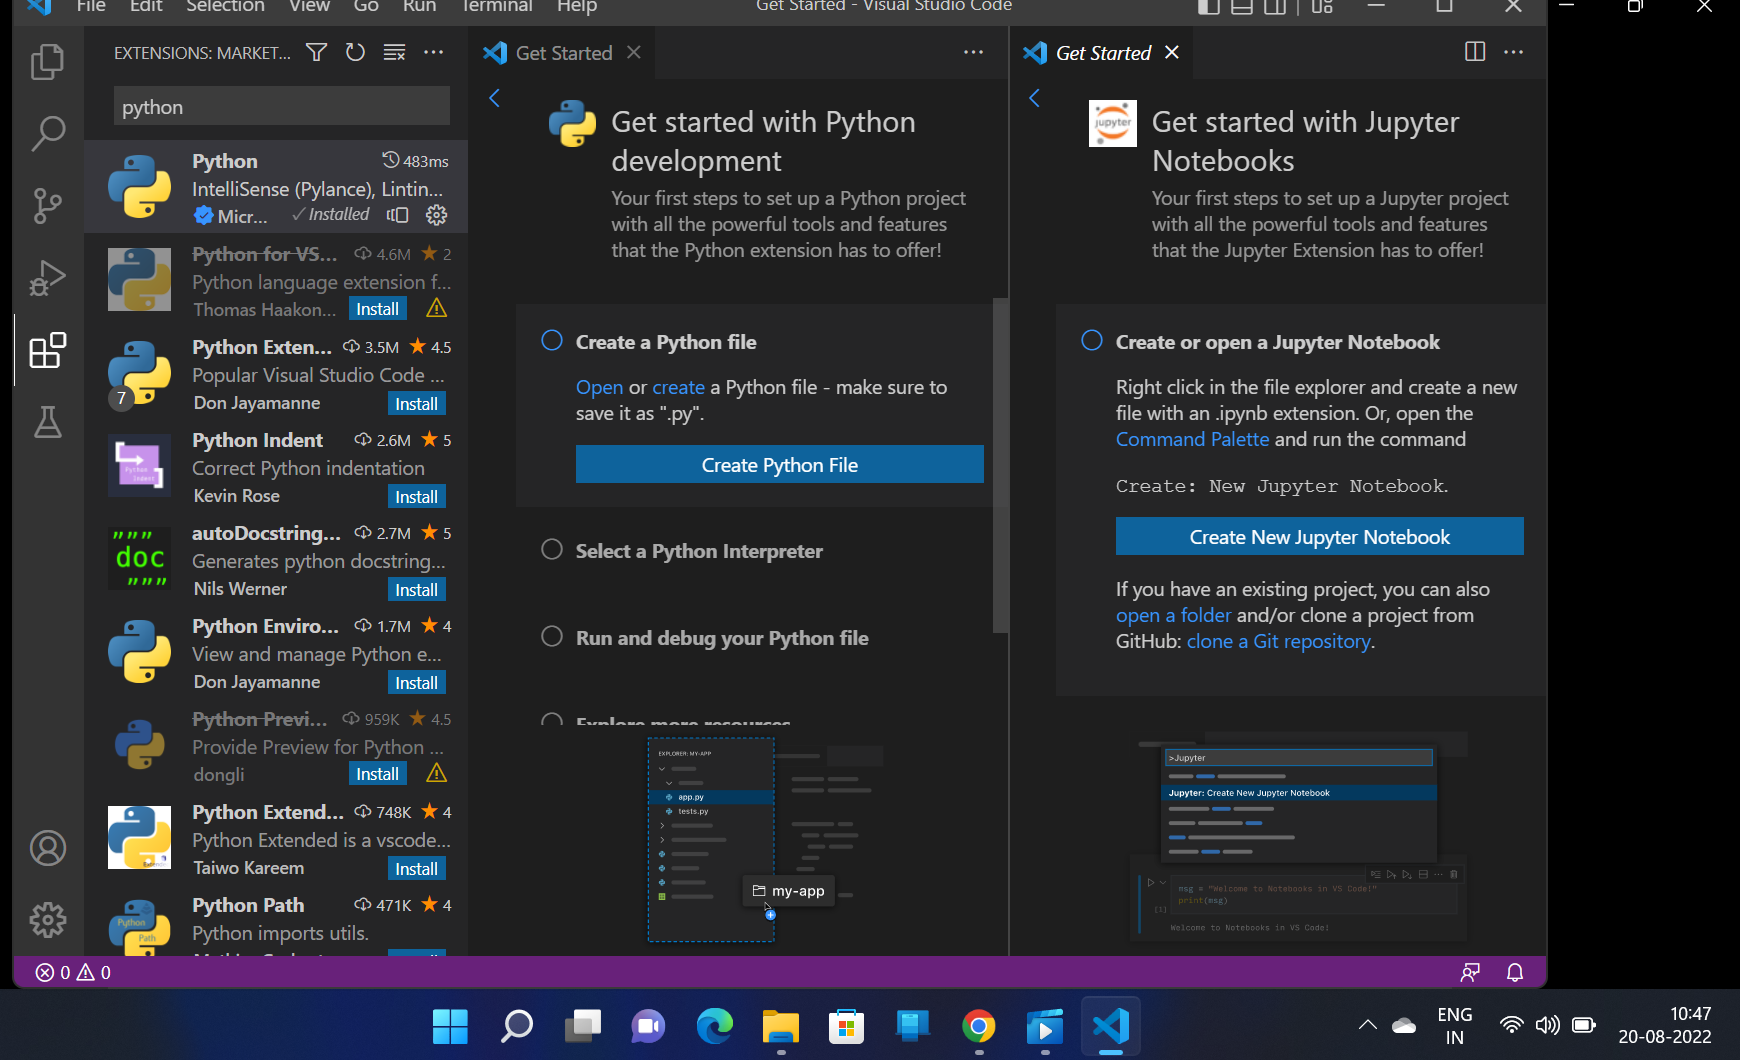 File Edit Selection View Go Run Terminal Help
Get Started - Visual Studio Code
EXTENSIONS: MARKET...
python
Python 483ms
IntelliSense (Pylance), Lintin...
Micr... ✓Installed
Python for VS... 4.6M ★ 2
Python language extension f...
Thomas Haakon... Install
Python Exten... 3.5M ★ 4.5
Popular Visual Studio Code ...
7
Don Jayamanne Install
Python Indent 2.6M ★ 5
Correct Python indentation
Kevin Rose Install
Python
Indent
autoDocstring... 2.7M ★ 5
Generates python docstring...
Nils Werner Install
"""
doc
"""
Python Enviro... 1.7M ★ 4
View and manage Python e...
Don Jayamanne Install
Python Previ... 959K ★ 4.5
Provide Preview for Python ...
dongli Install
Python Extend... 748K ★ 4
Python Extended is a vscode...
Taiwo Kareem Install
Python Path 471K ★ 4
Python imports utils.
Python
Path
Get Started
Get started with Python
development
Your first steps to set up a Python project
with all the powerful tools and features
that the Python extension has to offer!
Create a Python file
Open or create a Python file - make sure to
save it as ".py".
Create Python File
Select a Python Interpreter
Run and debug your Python file
Explore more resources
EXPLORER: MY-APP
app.py
tests.py
my-app
Get Started
jupyter
Get started with Jupyter
Notebooks
Your first steps to set up a Jupyter project
with all the powerful tools and features
that the Jupyter Extension has to offer!
Create or open a Jupyter Notebook
Right click in the file explorer and create a new
file with an .ipynb extension. Or, open the
Command Palette and run the command
Create: New Jupyter Notebook.
Create New Jupyter Notebook
If you have an existing project, you can also
open a folder and/or clone a project from
GitHub: clone a Git repository.
>Jupyter
Jupyter: Create New Jupyter Notebook
msg = "Welcome to Notebooks in VS Code!"
print(msg)
[1]
Welcome to Notebooks in VS Code!
0 0
ENG
IN
10:47
20-08-2022